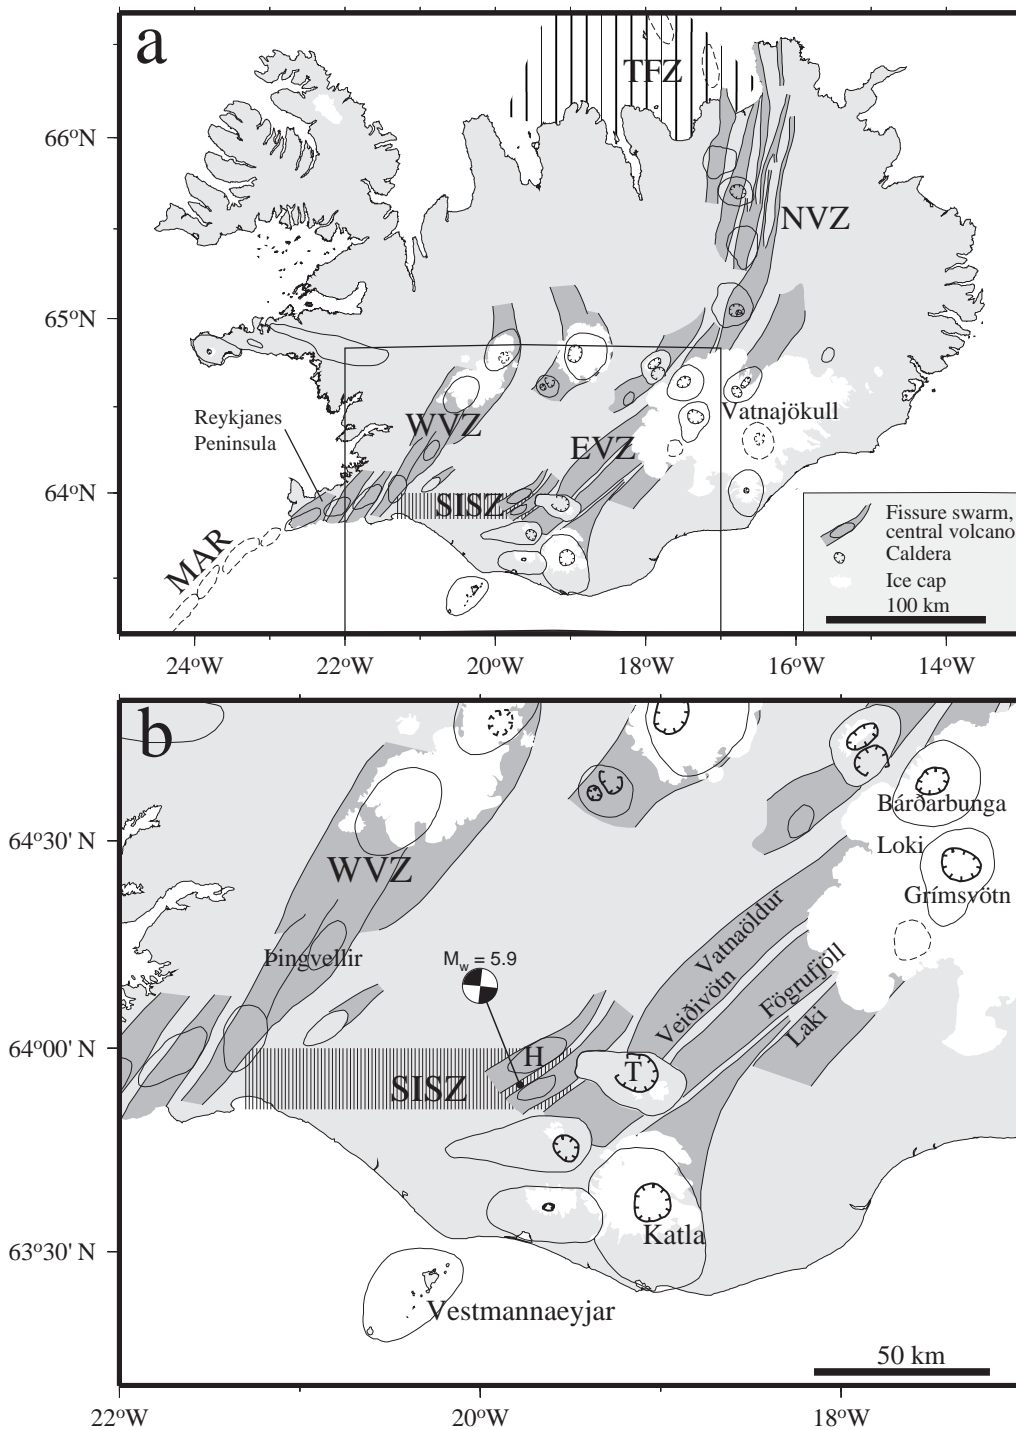 a
TFZ
66°N
NVZ
65°N
Reykjanes
Peninsula
WVZ
Vatnajökull
EVZ
64°N
SISZ
MAR
Fissure swarm,
central volcano
Caldera
Ice cap
100 km
24°W
22°W
20°W
18°W
16°W
14°W
b
Bárðarbunga
64°30' N
Loki
WVZ
Grímsvötn
Vatnaöldur
Þingvellir
Mw = 5.9
Veiðivötn
Fögrufjöll
Laki
64°00' N
H
T
SISZ
Katla
63°30' N
Vestmannaeyjar
50 km
22°W
20°W
18°W